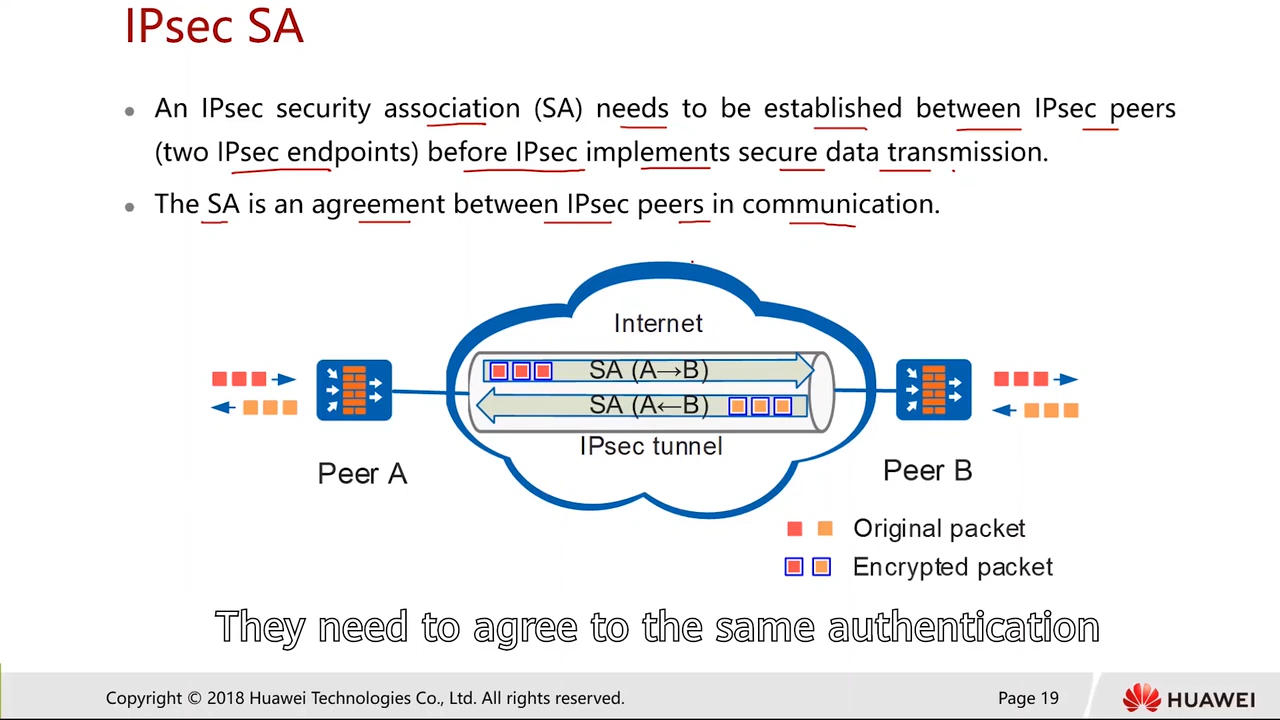 IPsec SA
An IPsec security association (SA) needs to be established between IPsec peers
(two IPsec endpoints) before IPsec implements secure data transmission.
The SA is an agreement between IPsec peers in communication.
Internet
SA (A→B)
SA (A←B)
IPsec tunnel
Peer A
Peer B
Original packet
Encrypted packet
They need to agree to the same authentication
Copyright © 2018 Huawei Technologies Co., Ltd. All rights reserved.
Page 19
HUAWEI